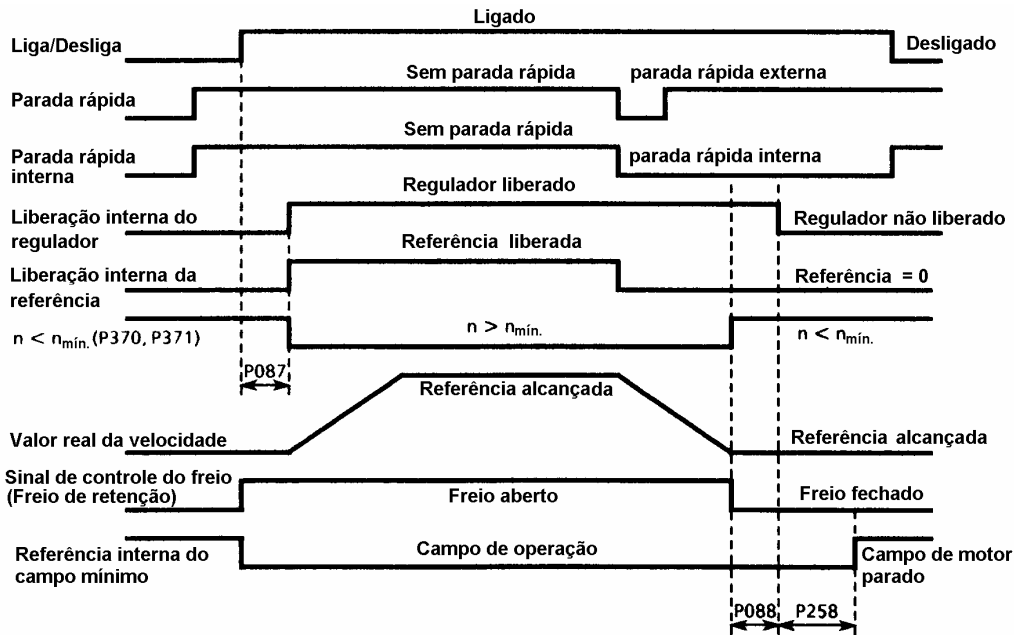 Ligado
Liga/Desliga
Desligado
Sem parada rápida
parada rápida externa
Parada rápida
Sem parada rápida
Parada rápida
interna
parada rápida interna
Regulador liberado
Liberação interna do
regulador
Regulador não liberado
Referência liberada
Liberação interna da
referência
Referência = 0
n < nmín. (P370, P371)
n > nmín.
n < nmín.
P087
Referência alcançada
Valor real da velocidade
Referência alcançada
Sinal de controle do freio
(Freio de retenção)
Freio aberto
Freio fechado
Referência interna do
campo mínimo
Campo de operação
Campo de motor
parado
P088
P258